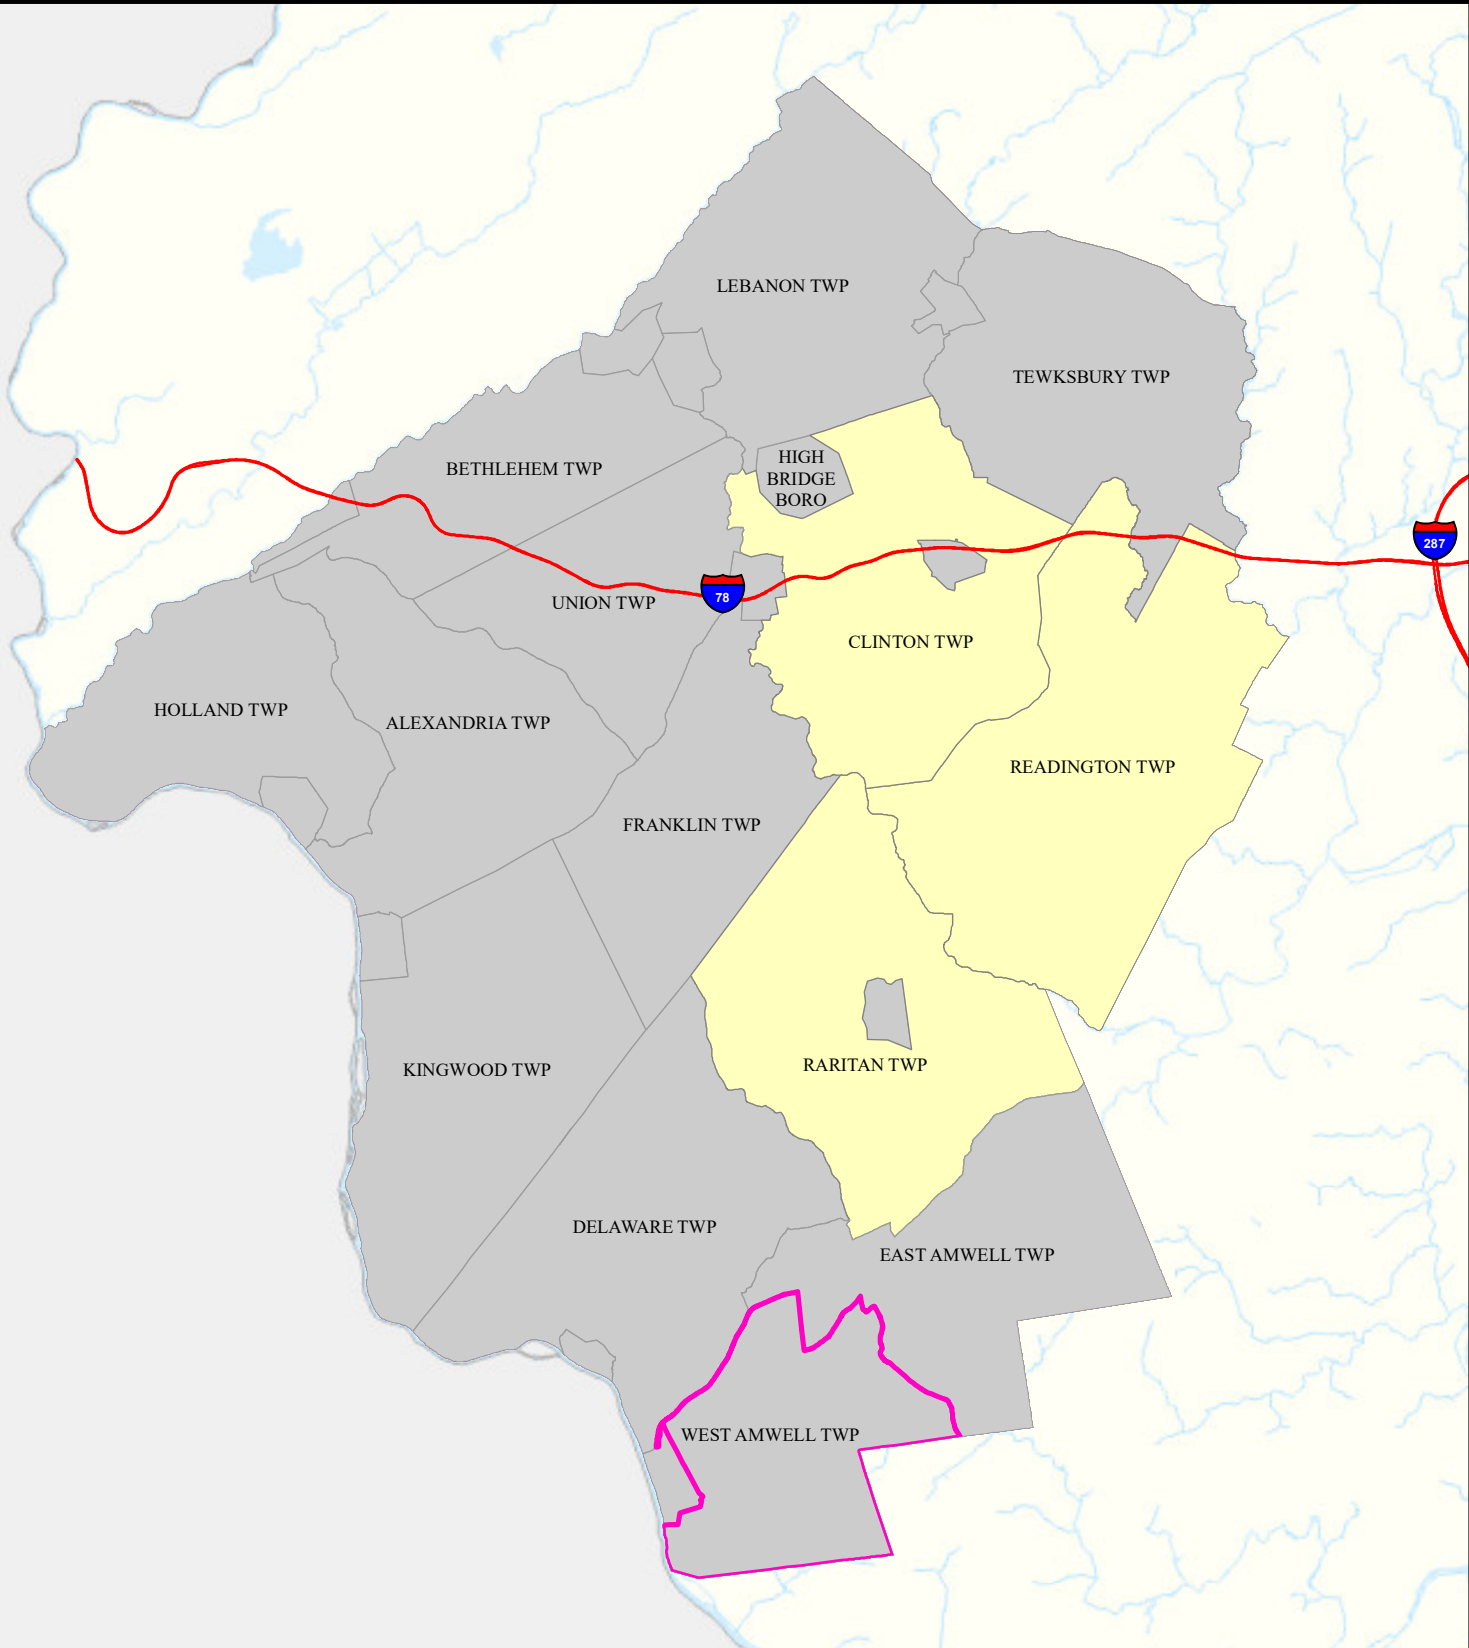 LEBANON TWP
TEWKSBURY TWP
HIGH
BRIDGE
BORO
BETHLEHEM TWP
287
78
UNION TWP
CLINTON TWP
HOLLAND TWP
ALEXANDRIA TWP
READINGTON TWP
FRANKLIN TWP
RARITAN TWP
KINGWOOD TWP
DELAWARE TWP
EAST AMWELL TWP
WEST AMWELL TWP